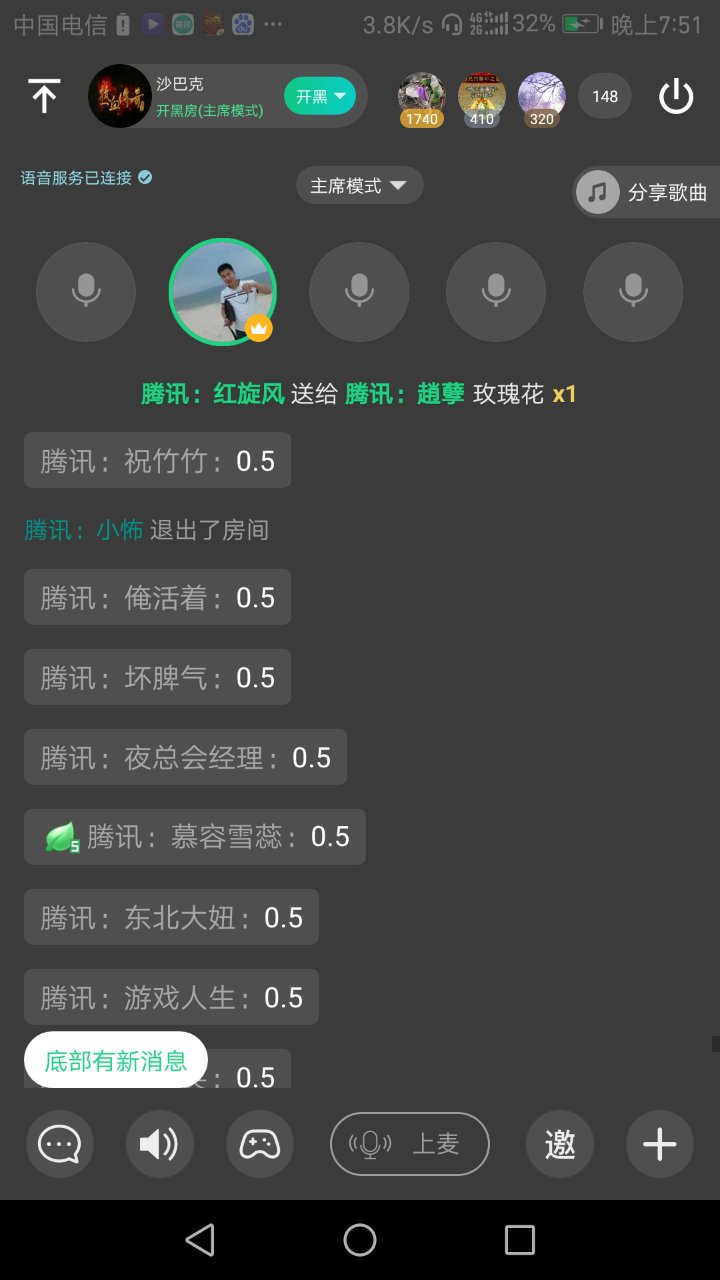 中国电信 3.8K/s 4G 2G 32% 晚上7:51
沙巴克
开黑房(主席模式)
开黑
1740 410 320 148
语音服务已连接
主席模式
分享歌曲
腾讯：红旋风 送给 腾讯：趙孽 玫瑰花 x1
腾讯：祝竹竹：0.5
腾讯：小怖 退出了房间
腾讯：俺活着：0.5
腾讯：坏脾气：0.5
腾讯：夜总会经理：0.5
5 腾讯：慕容雪蕊：0.5
腾讯：东北大妞：0.5
腾讯：游戏人生：0.5
：0.5
底部有新消息
上麦
邀